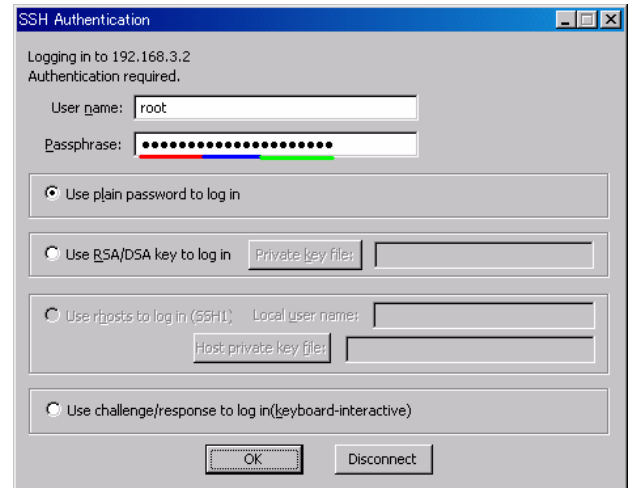 SSH Authentication
Logging in to 192.168.3.2
Authentication required.
User name: root
Passphrase: ●●●●●●●●●●●●●●●●●●●●●
Use plain password to log in
Use RSA/DSA key to log in Private key file:
Use rhosts to log in (SSH1) Local user name:
Host private key file:
Use challenge/response to log in(keyboard-interactive)
OK Disconnect